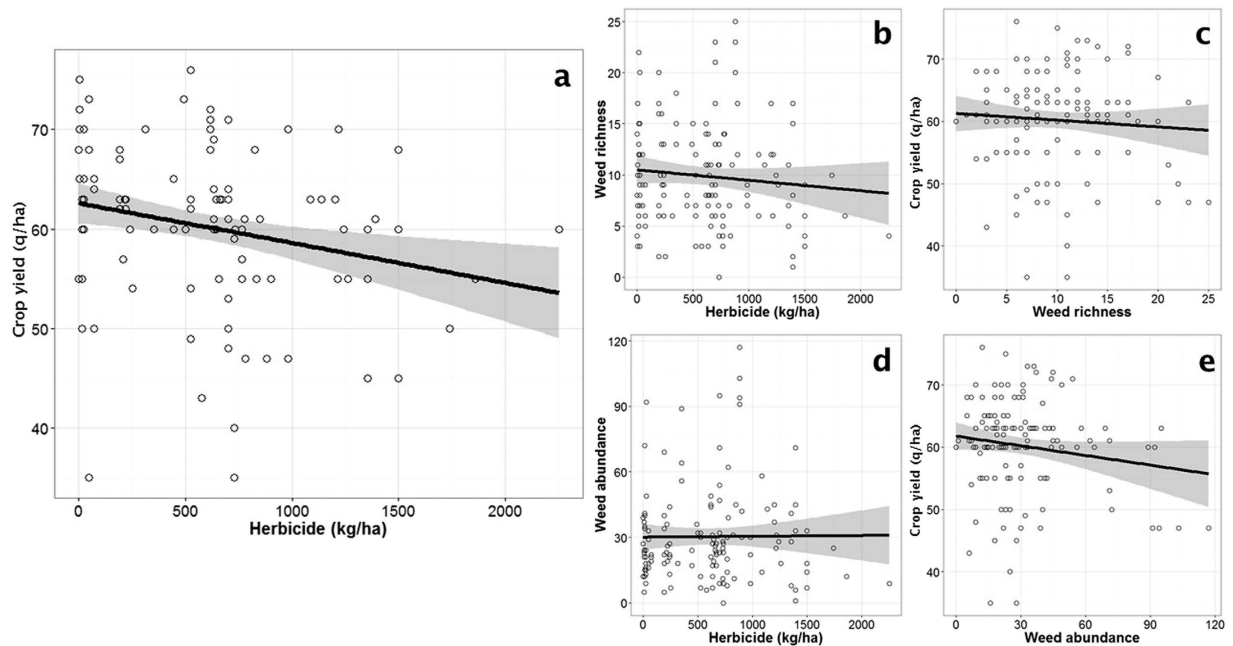 a
70
60
50
40
Crop yield (q/ha)
0 500 1000 1500 2000
Herbicide (kg/ha)
b
25
20
15
10
5
0
Weed richness
0 500 1000 1500 2000
Herbicide (kg/ha)
c
70
60
50
40
Crop yield (q/ha)
0 5 10 15 20 25
Weed richness
d
120
90
60
30
0
Weed abundance
0 500 1000 1500 2000
Herbicide (kg/ha)
e
70
60
50
40
Crop yield (q/ha)
0 30 60 90 120
Weed abundance